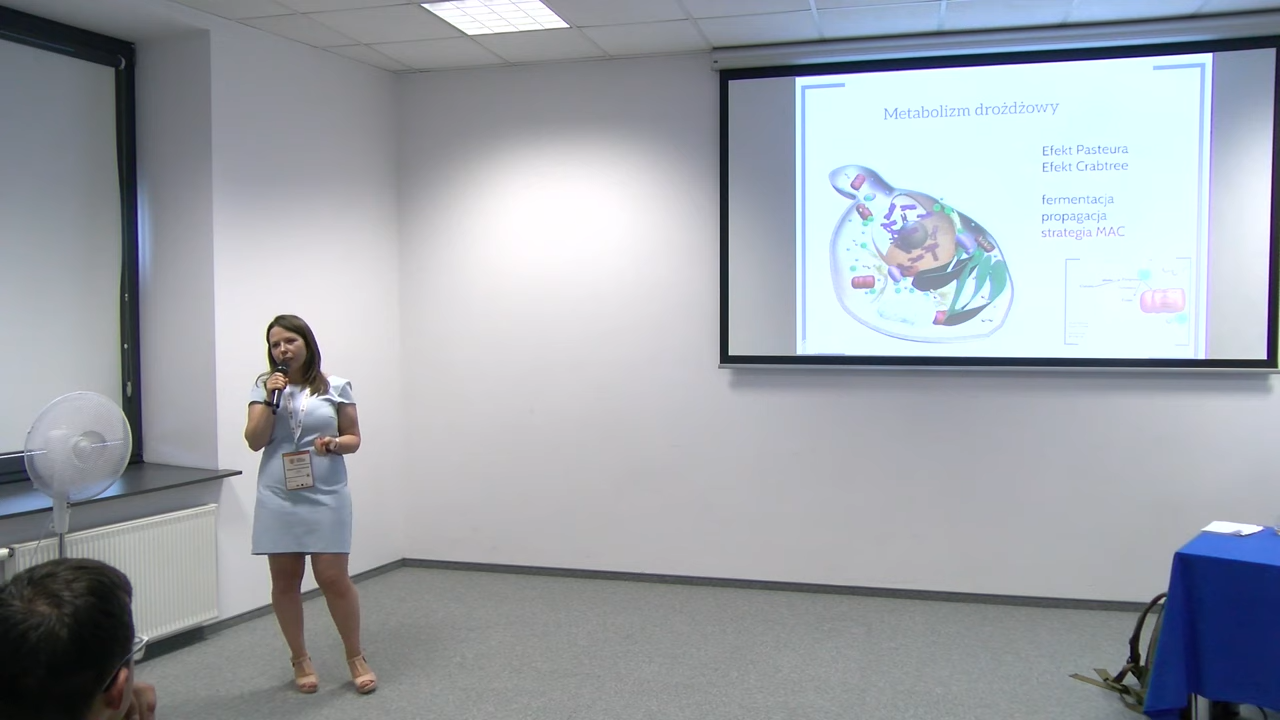 Metabolizm drożdżowy
Efekt Pasteura
Efekt Crabtree
fermentacja
propagacja
strategia MAC